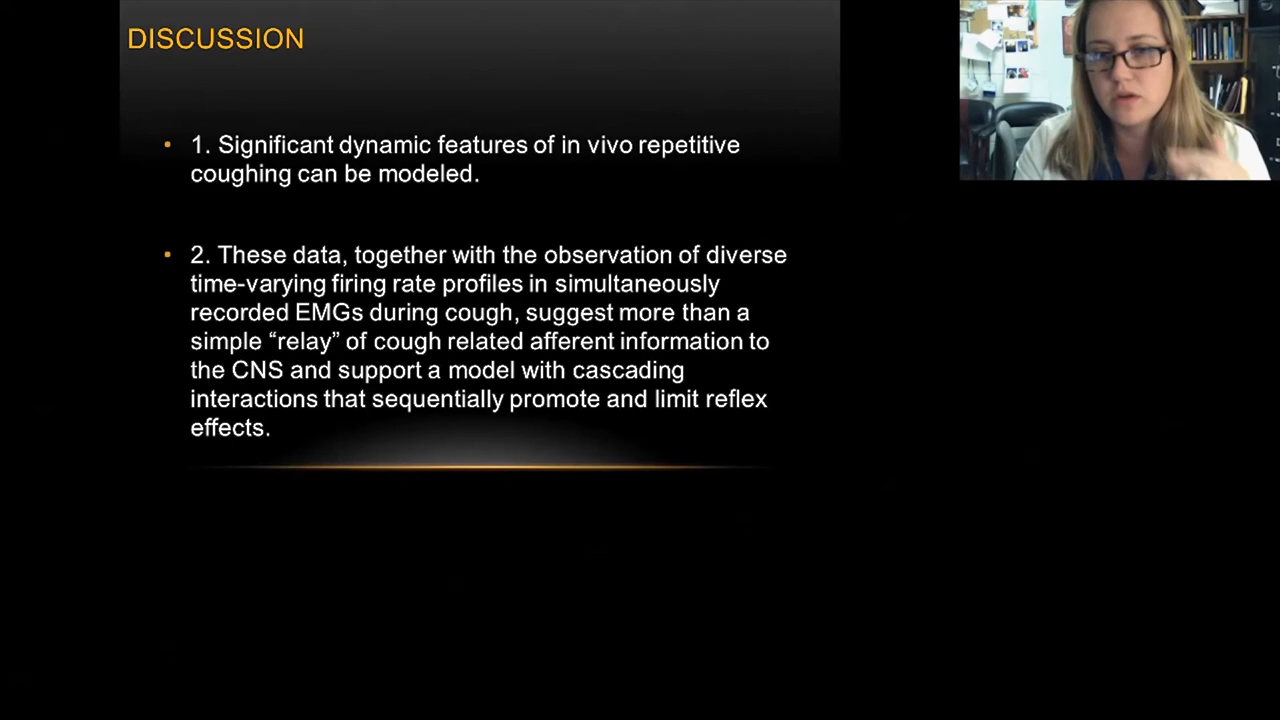 DISCUSSION
• 1. Significant dynamic features of in vivo repetitive
coughing can be modeled.
• 2. These data, together with the observation of diverse
time-varying firing rate profiles in simultaneously
recorded EMGs during cough, suggest more than a
simple “relay” of cough related afferent information to
the CNS and support a model with cascading
interactions that sequentially promote and limit reflex
effects.